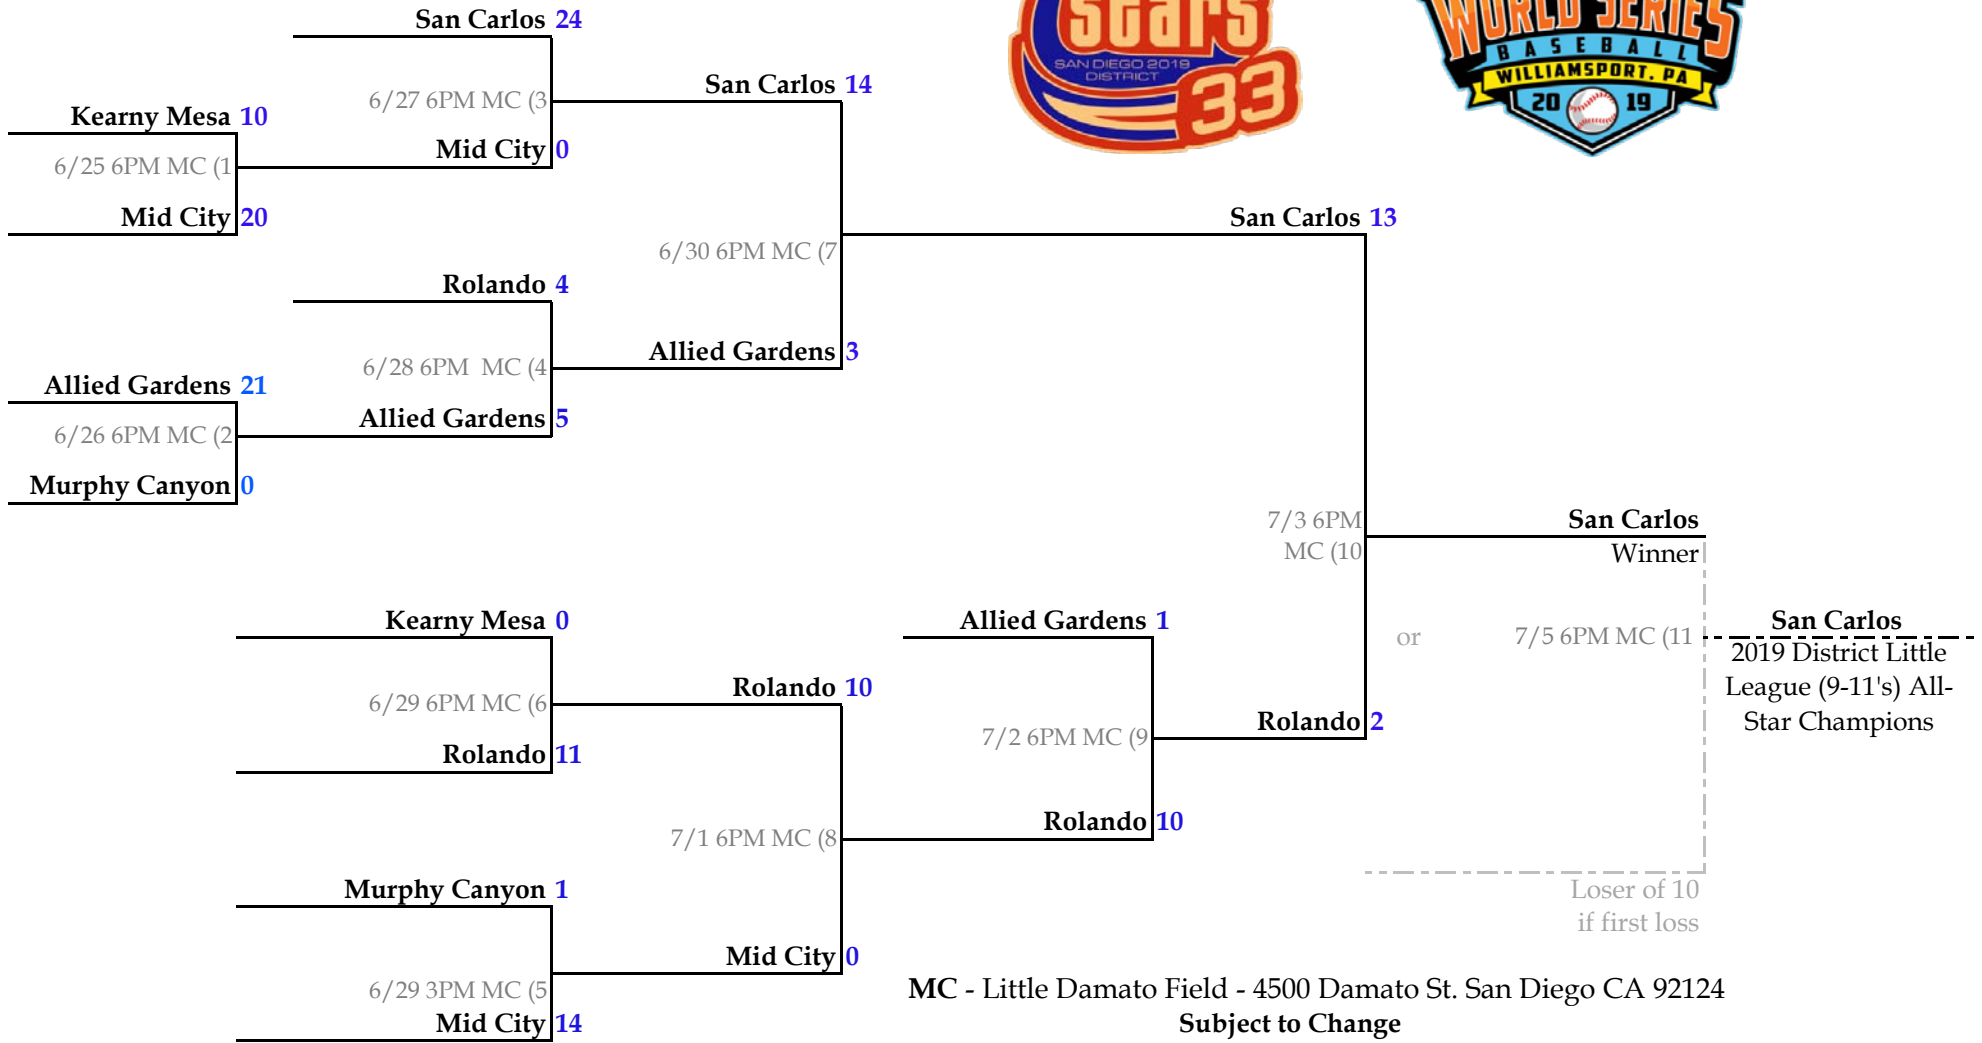 San Carlos 24
stars
SAN DIEGO 2019
DISTRICT
33
WORLD SERIES
BASEBALL
WILLIAMSPORT, PA
20 19
6/27 6PM MC (3
San Carlos 14
Kearny Mesa 10
6/25 6PM MC (1
Mid City 0
Mid City 20
San Carlos 13
6/30 6PM MC (7
Rolando 4
6/28 6PM  MC (4
Allied Gardens 3
Allied Gardens 21
6/26 6PM MC (2
Allied Gardens 5
Murphy Canyon 0
7/3 6PM
MC (10
San Carlos
Winner
Kearny Mesa 0
6/29 6PM MC (6
Rolando 10
Rolando 11
Allied Gardens 1
7/2 6PM MC (9
Rolando 2
or
7/5 6PM MC (11
San Carlos
2019 District Little
League (9-11's) All-
Star Champions
7/1 6PM MC (8
Rolando 10
Murphy Canyon 1
6/29 3PM MC (5
Mid City 14
Mid City 0
Loser of 10
if first loss
MC - Little Damato Field - 4500 Damato St. San Diego CA 92124
Subject to Change